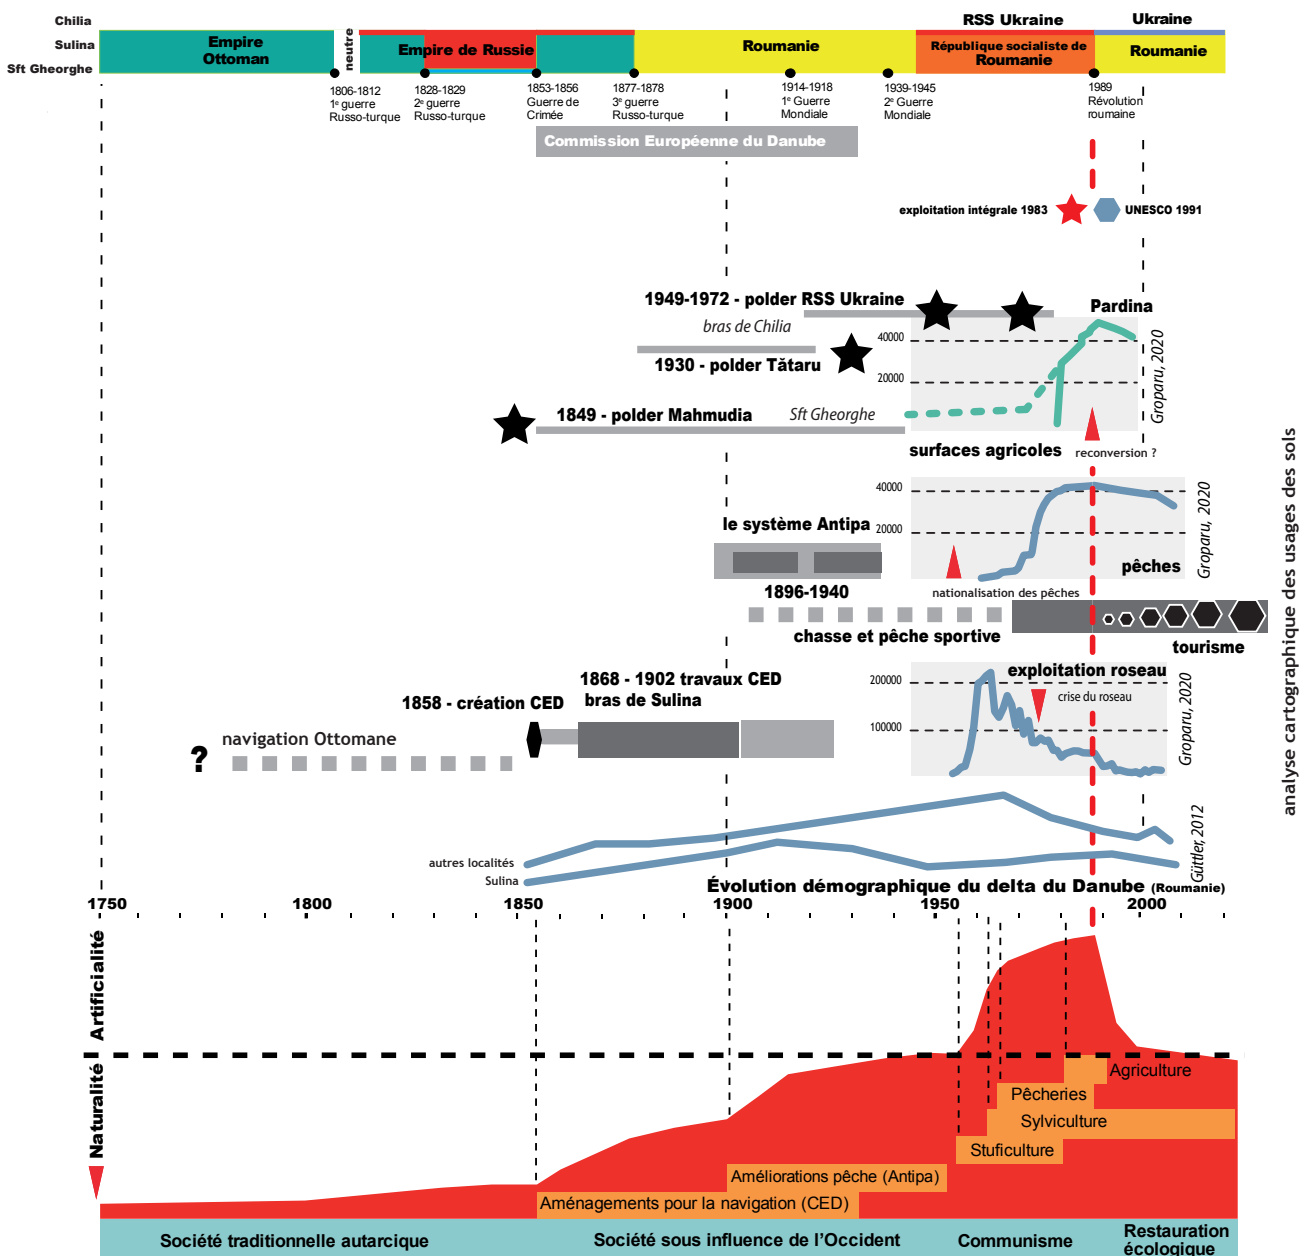 Chilia
Sulina
Sft Gheorghe
Empire
Ottoman
neutre
Empire de Russie
Roumanie
RSS Ukraine
République socialiste de
Roumanie
Ukraine
Roumanie
1806-1812
1e guerre
Russo-turque
1828-1829
2e guerre
Russo-turque
1853-1856
Guerre de
Crimée
1877-1878
3e guerre
Russo-turque
1914-1918
1e Guerre
Mondiale
1939-1945
2e Guerre
Mondiale
1989
Révolution
roumaine
Commission Européenne du Danube
exploitation intégrale 1983
UNESCO 1991
1949-1972 - polder RSS Ukraine
bras de Chilia
1930 - polder Tătaru
1849 - polder Mahmudia
Sft Gheorghe
Pardina
40000
20000
Groparu, 2020
surfaces agricoles
reconversion ?
40000
20000
Groparu, 2020
pêches
nationalisation des pêches
le système Antipa
1896-1940
chasse et pêche sportive
tourisme
exploitation roseau
200000
100000
crise du roseau
Groparu, 2020
1868 - 1902 travaux CED
bras de Sulina
1858 - création CED
navigation Ottomane
?
autres localités
Sulina
Güttler, 2012
Évolution démographique du delta du Danube (Roumanie)
analyse cartographique des usages des sols
1750
1800
1850
1900
1950
2000
Artificialité
Naturalité
Agriculture
Pêcheries
Sylviculture
Stuficulture
Améliorations pêche (Antipa)
Aménagements pour la navigation (CED)
Société traditionnelle autarcique
Société sous influence de l'Occident
Communisme
Restauration
écologique